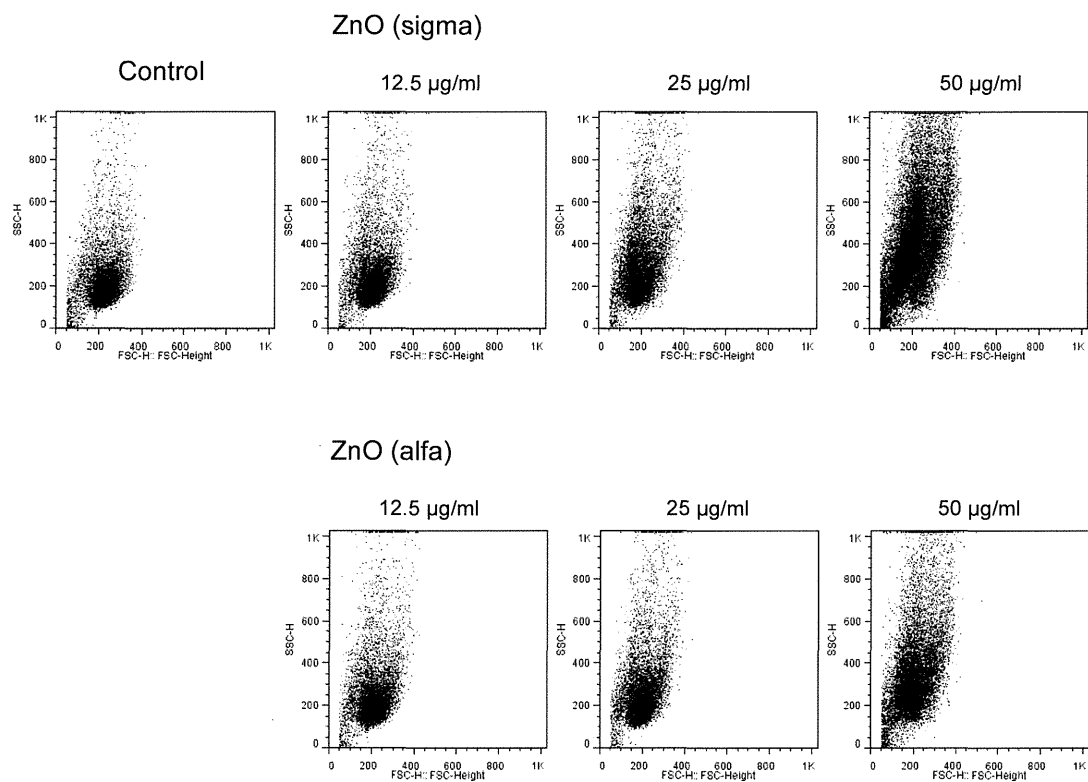 ZnO (sigma)
Control
12.5 µg/ml
25 µg/ml
50 µg/ml
1K
800
600
400
200
0
SSC-H
0 200 400 600 800 1K
FSC-H:: FSC-Height
1K
800
600
400
200
0
SSC-H
0 200 400 600 800 1K
FSC-H:: FSC-Height
1K
800
600
400
200
0
SSC-H
0 200 400 600 800 1K
FSC-H:: FSC-Height
1K
800
600
400
200
0
SSC-H
0 200 400 600 800 1K
FSC-H:: FSC-Height
ZnO (alfa)
12.5 µg/ml
25 µg/ml
50 µg/ml
1K
800
600
400
200
0
SSC-H
0 200 400 600 800 1K
FSC-H:: FSC-Height
1K
800
600
400
200
0
SSC-H
0 200 400 600 800 1K
FSC-H:: FSC-Height
1K
800
600
400
200
0
SSC-H
0 200 400 600 800 1K
FSC-H:: FSC-Height